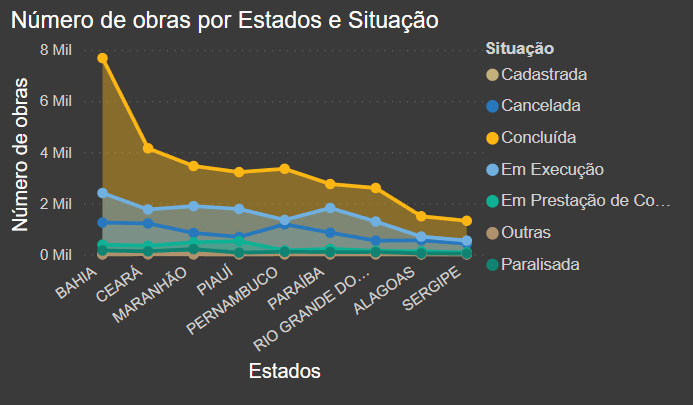 Número de obras por Estados e Situação
Número de obras
8 Mil
6 Mil
4 Mil
2 Mil
0 Mil
BAHIA
CEARÁ
MARANHÃO
PIAUÍ
PERNAMBUCO
PARAÍBA
RIO GRANDE DO...
ALAGOAS
SERGIPE
Estados
Situação
Cadastrada
Cancelada
Concluída
Em Execução
Em Prestação de Co...
Outras
Paralisada